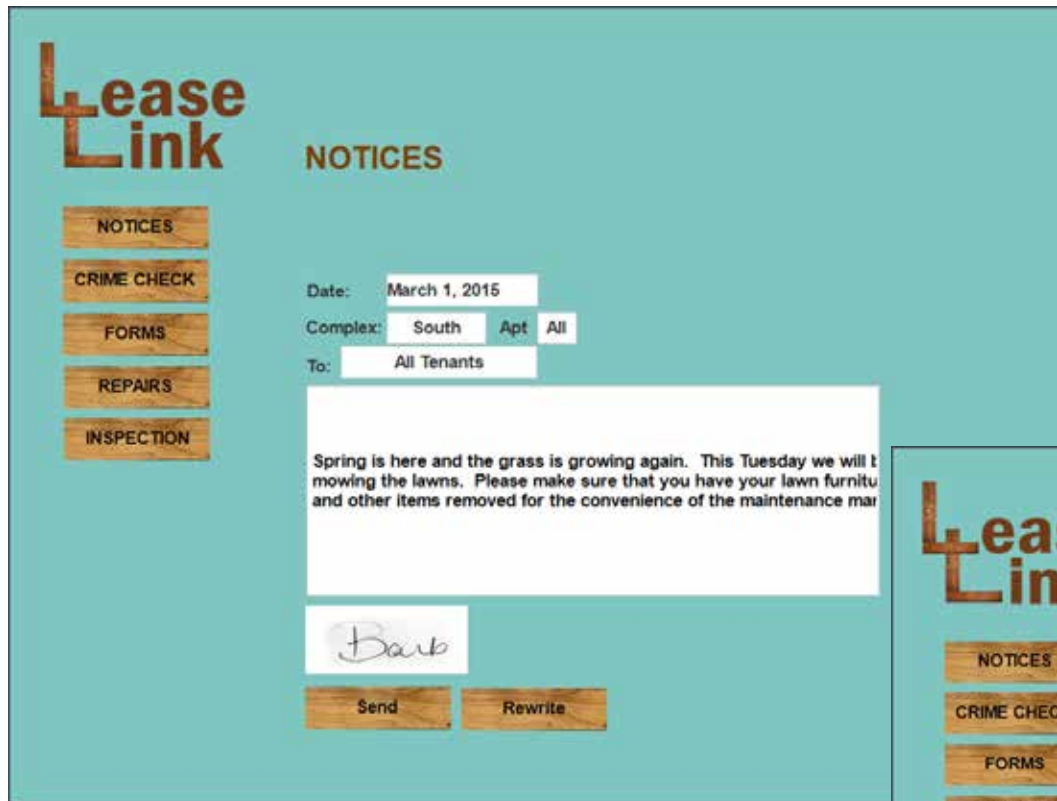 Lease
Link
NOTICES
NOTICES
CRIME CHECK
FORMS
REPAIRS
INSPECTION
Date: March 1, 2015
Complex: South Apt All
To: All Tenants
Spring is here and the grass is growing again. This Tuesday we will
mowing the lawns. Please make sure that you have your lawn furnitu
and other items removed for the convenience of the maintenance
Barb
Send Rewrite
Leas
Lin
NOTICES
CRIME CHEC
FORMS